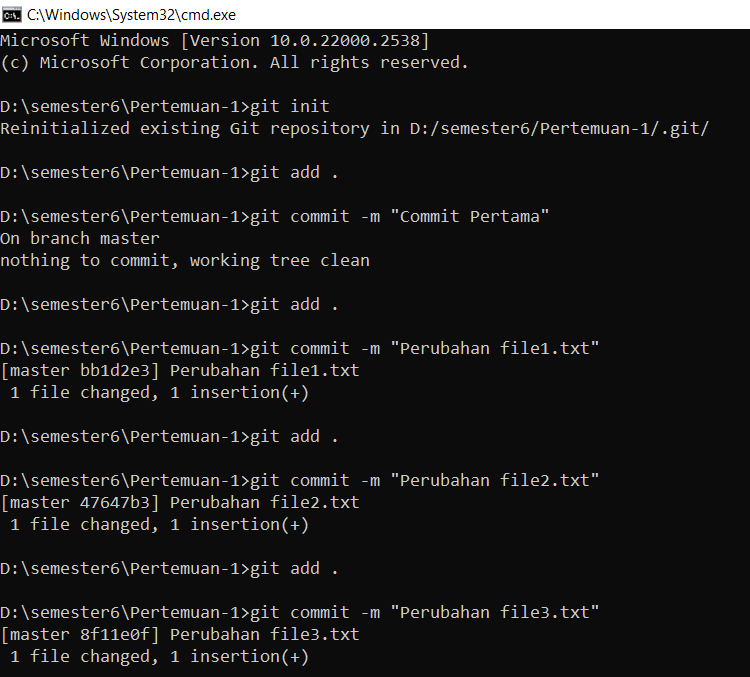 C:\Windows\System32\cmd.exe
Microsoft Windows [Version 10.0.22000.2538]
(c) Microsoft Corporation. All rights reserved.
D:\semester6\Pertemuan-1>git init
Reinitialized existing Git repository in D:/semester6/Pertemuan-1/.git/
D:\semester6\Pertemuan-1>git add .
D:\semester6\Pertemuan-1>git commit -m "Commit Pertama"
On branch master
nothing to commit, working tree clean
D:\semester6\Pertemuan-1>git add .
D:\semester6\Pertemuan-1>git commit -m "Perubahan file1.txt"
[master bb1d2e3] Perubahan file1.txt
 1 file changed, 1 insertion(+)
D:\semester6\Pertemuan-1>git add .
D:\semester6\Pertemuan-1>git commit -m "Perubahan file2.txt"
[master 47647b3] Perubahan file2.txt
 1 file changed, 1 insertion(+)
D:\semester6\Pertemuan-1>git add .
D:\semester6\Pertemuan-1>git commit -m "Perubahan file3.txt"
[master 8f11e0f] Perubahan file3.txt
 1 file changed, 1 insertion(+)